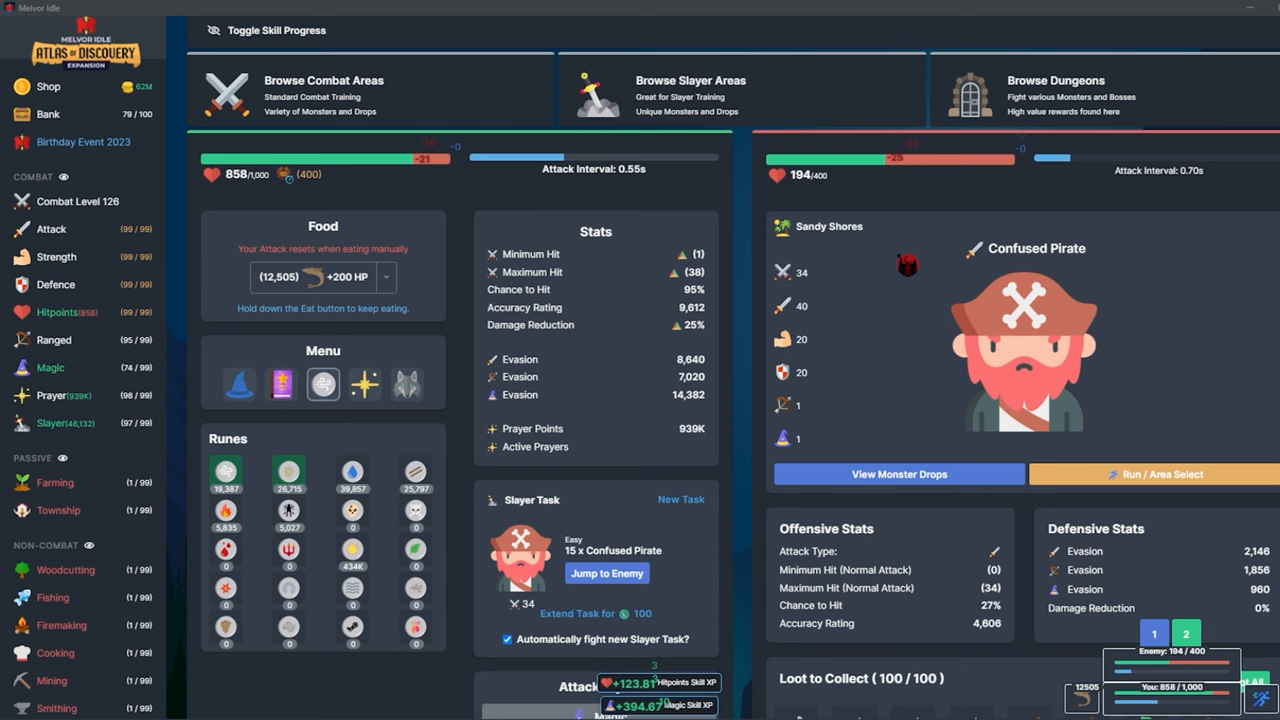 Melvor Idle
MELVOR IDLE
ATLAS OF DISCOVERY
EXPANSION
Shop 62M
Bank 79 / 100
Birthday Event 2023
COMBAT
Combat Level 126
Attack (99 / 99)
Strength (99 / 99)
Defence (99 / 99)
Hitpoints(858) (99 / 99)
Ranged (95 / 99)
Magic (74 / 99)
Prayer(939K) (98 / 99)
Slayer(46,132) (97 / 99)
PASSIVE
Farming (1 / 99)
Township (1 / 99)
NON-COMBAT
Woodcutting (1 / 99)
Fishing (1 / 99)
Firemaking (1 / 99)
Cooking (1 / 99)
Mining (1 / 99)
Smithing (1 / 99)
Toggle Skill Progress
Browse Combat Areas
Standard Combat Training
Variety of Monsters and Drops
Browse Slayer Areas
Great for Slayer Training
Unique Monsters and Drops
Browse Dungeons
Fight various Monsters and Bosses
High value rewards found here
-0
-21
858/1,000 (400)
Attack Interval: 0.55s
Food
Your Attack resets when eating manually
(12,505) +200 HP
Hold down the Eat button to keep eating.
Menu
Runes
19,387 26,715 39,857 25,797
5,835 5,027 0 0
0 0 434K 0
0 0 0 0
0 0 0 0
Stats
Minimum Hit (1)
Maximum Hit (38)
Chance to Hit 95%
Accuracy Rating 9,612
Damage Reduction 25%
Evasion 8,640
Evasion 7,020
Evasion 14,382
Prayer Points 939K
Active Prayers
Slayer Task New Task
Easy
15 x Confused Pirate
Jump to Enemy
34
Extend Task for 100
Automatically fight new Slayer Task?
3
Attac
+123.81 Hitpoints Skill XP
+394.67 Magic Skill XP
Magic
-23
-0
-25
194/400
Attack Interval: 0.70s
Sandy Shores
Confused Pirate
34
40
20
20
1
1
View Monster Drops
Run / Area Select
Offensive Stats
Attack Type:
Minimum Hit (Normal Attack) (0)
Maximum Hit (Normal Attack) (34)
Chance to Hit 27%
Accuracy Rating 4,606
Defensive Stats
Evasion 2,146
Evasion 1,856
Evasion 960
Damage Reduction 0%
1 2
Enemy: 194 / 400
Loot to Collect ( 100 / 100 )
All
12505
You: 858 / 1,000